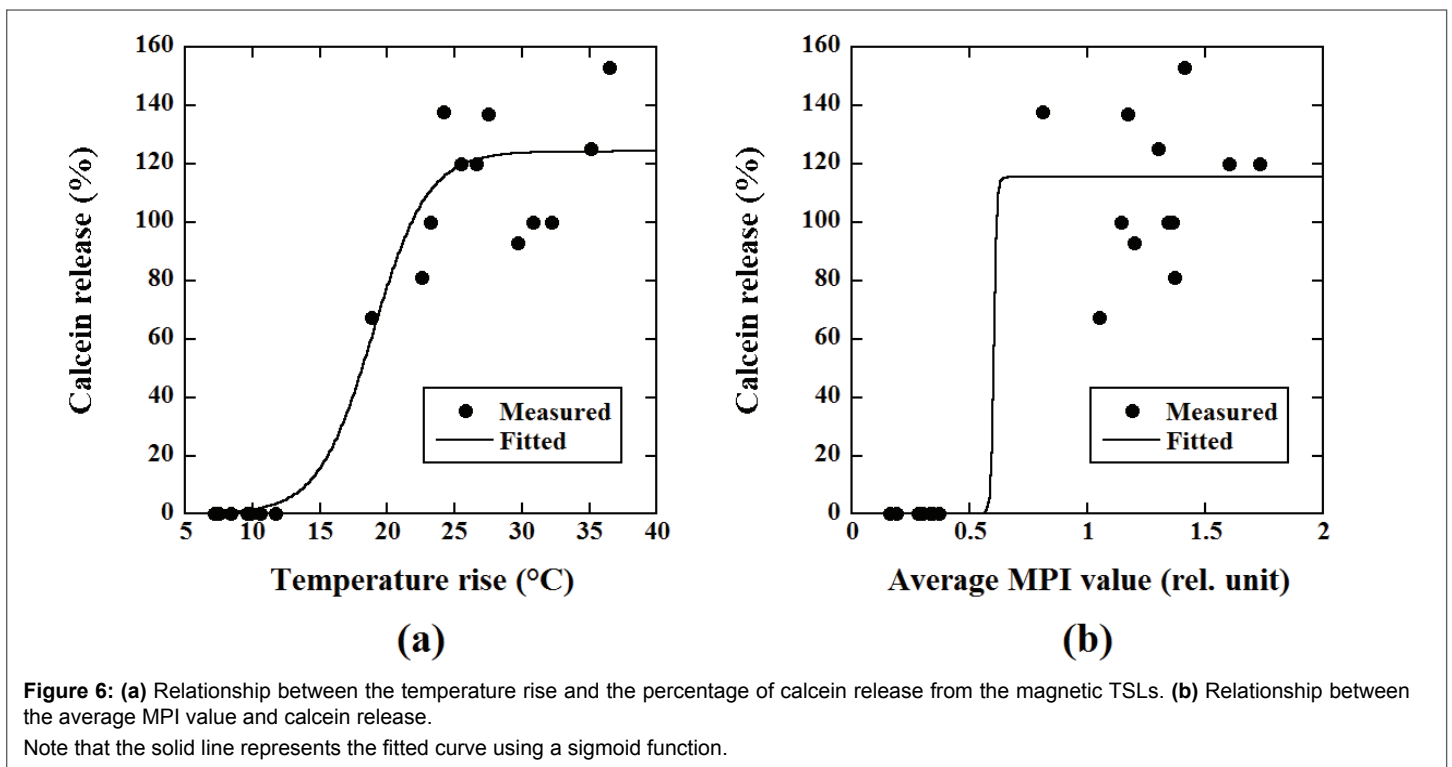 160
140
120
100
80
60
40
20
0
5 10 15 20 25 30 35 40
Calcein release (%)
Temperature rise (°C)
Measured
Fitted
(a)
160
140
120
100
80
60
40
20
0
0 0.5 1 1.5 2
Calcein release (%)
Average MPI value (rel. unit)
Measured
Fitted
(b)
Figure 6: (a) Relationship between the temperature rise and the percentage of calcein release from the magnetic TSLs. (b) Relationship between
the average MPI value and calcein release.
Note that the solid line represents the fitted curve using a sigmoid function.